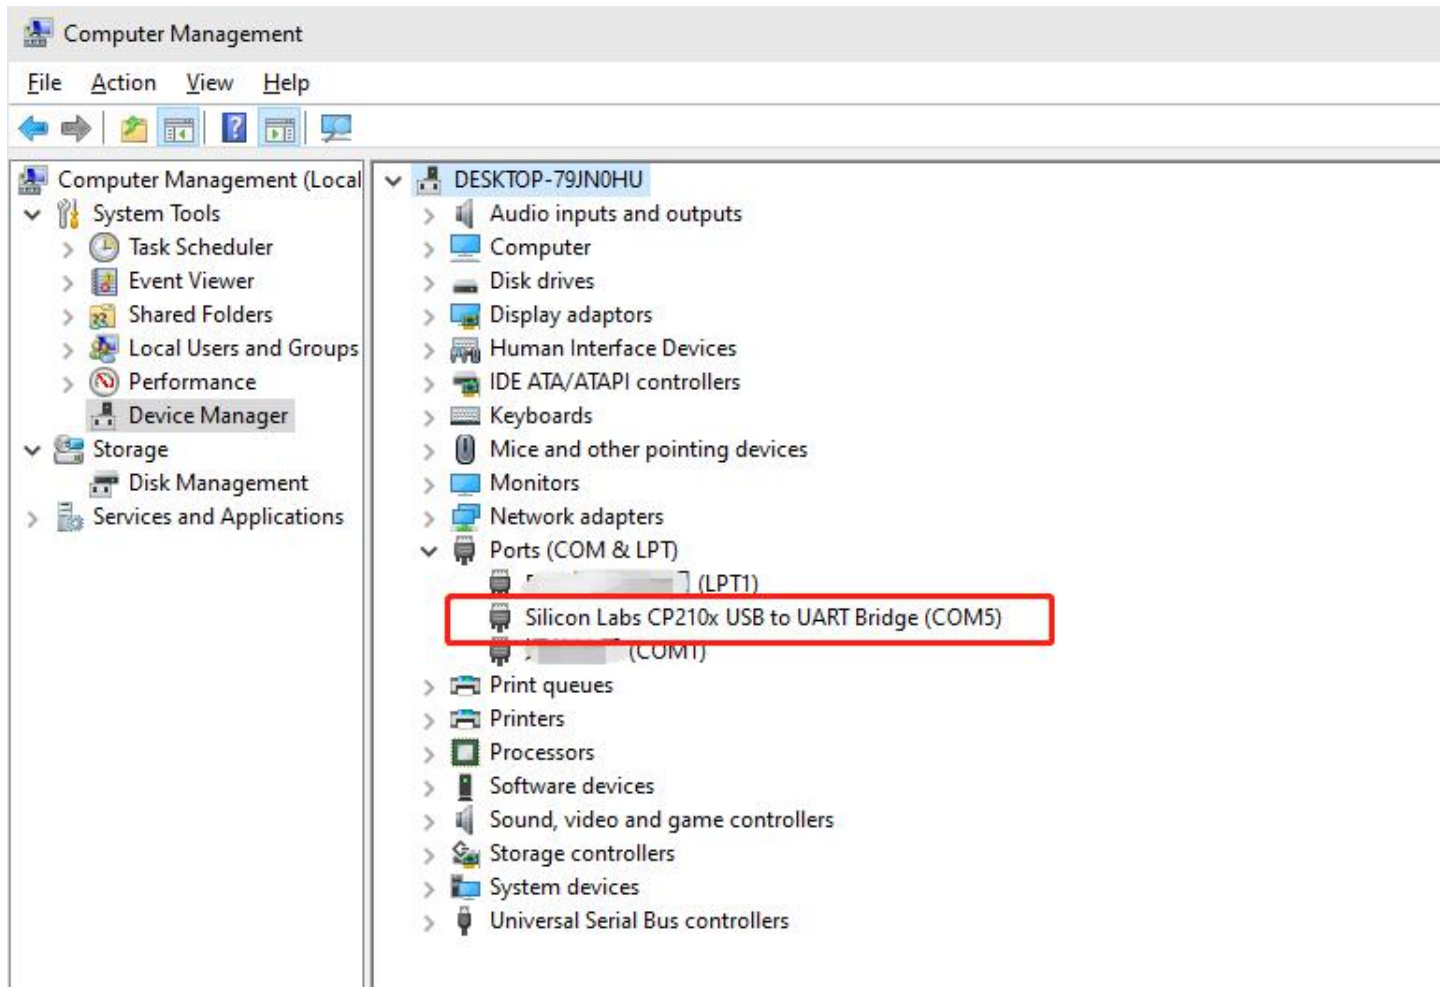 Computer Management
File Action View Help
Computer Management (Local
System Tools
Task Scheduler
Event Viewer
Shared Folders
Local Users and Groups
Performance
Device Manager
Storage
Disk Management
Services and Applications
DESKTOP-79JN0HU
Audio inputs and outputs
Computer
Disk drives
Display adaptors
Human Interface Devices
IDE ATA/ATAPI controllers
Keyboards
Mice and other pointing devices
Monitors
Network adapters
Ports (COM & LPT)
(LPT1)
Silicon Labs CP210x USB to UART Bridge (COM5)
(COM1)
Print queues
Printers
Processors
Software devices
Sound, video and game controllers
Storage controllers
System devices
Universal Serial Bus controllers